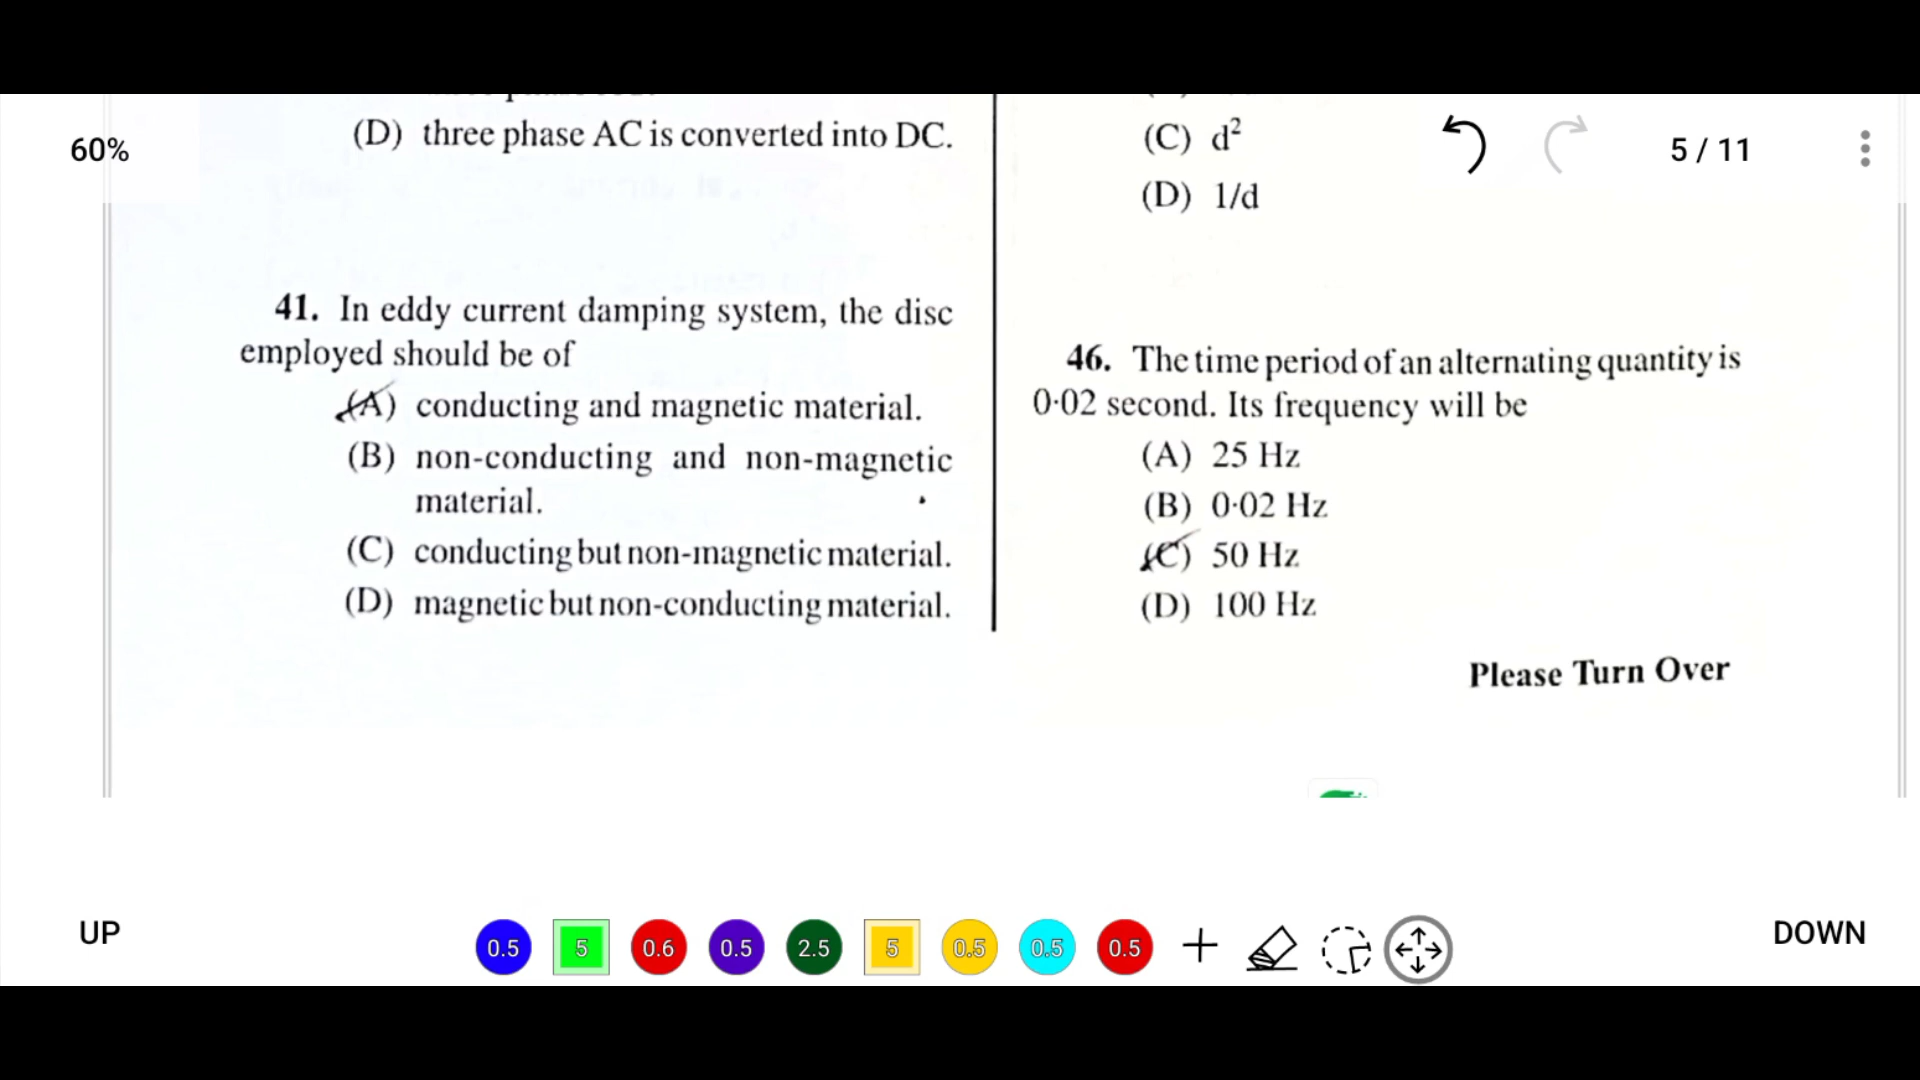 60%
(D) three phase AC is converted into DC.
41. In eddy current damping system, the disc
employed should be of
(A) conducting and magnetic material.
(B) non-conducting and non-magnetic
material.
(C) conducting but non-magnetic material.
(D) magnetic but non-conducting material.
(C) d²
(D) 1/d
5 / 11
46. The time period of an alternating quantity is
0·02 second. Its frequency will be
(A) 25 Hz
(B) 0·02 Hz
(C) 50 Hz
(D) 100 Hz
Please Turn Over
UP
0.5 5 0.6 0.5 2.5 5 0.5 0.5 0.5
DOWN